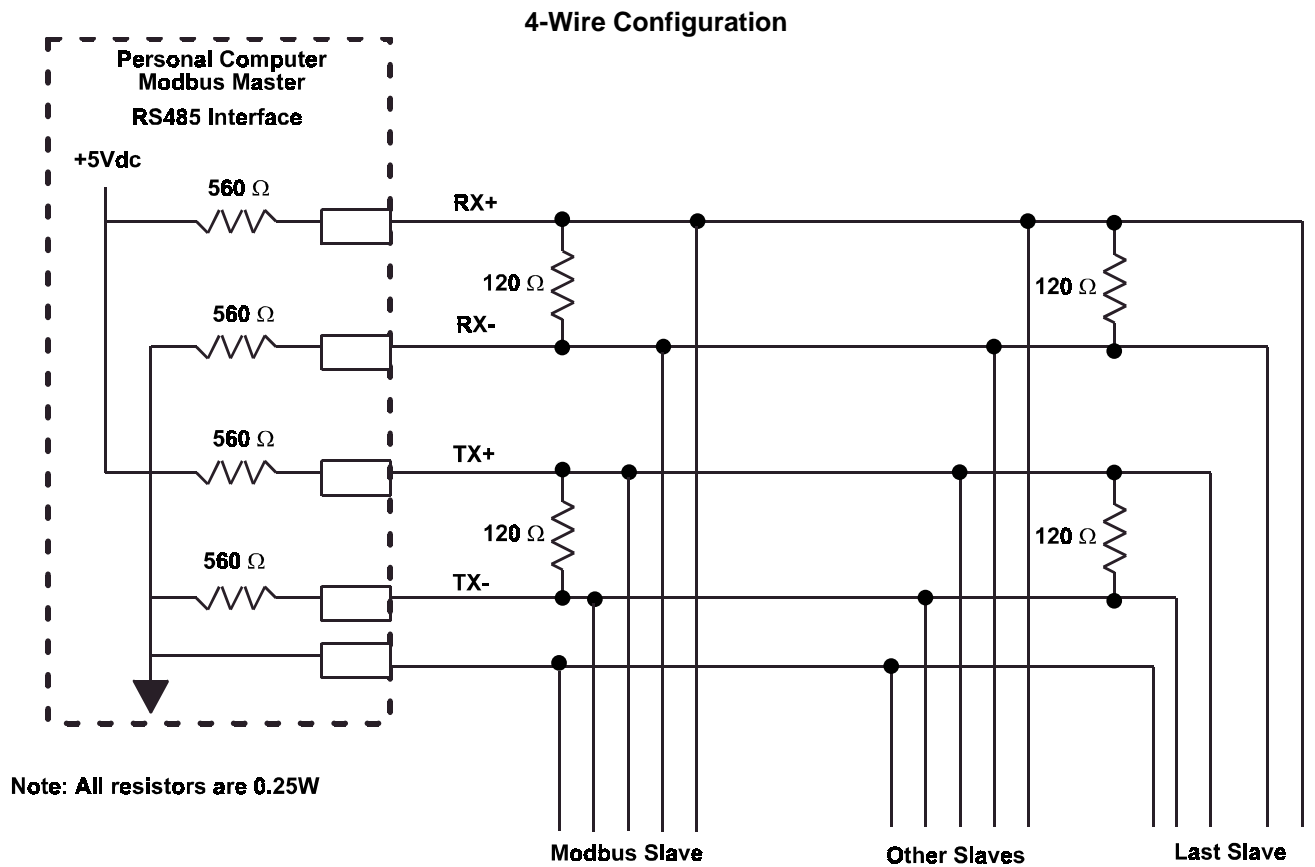 4-Wire Configuration
Personal Computer
Modbus Master
RS485 Interface
+5Vdc
560 Ω
RX+
120 Ω
120 Ω
560 Ω
RX-
560 Ω
TX+
120 Ω
120 Ω
560 Ω
TX-
Note: All resistors are 0.25W
Modbus Slave
Other Slaves
Last Slave